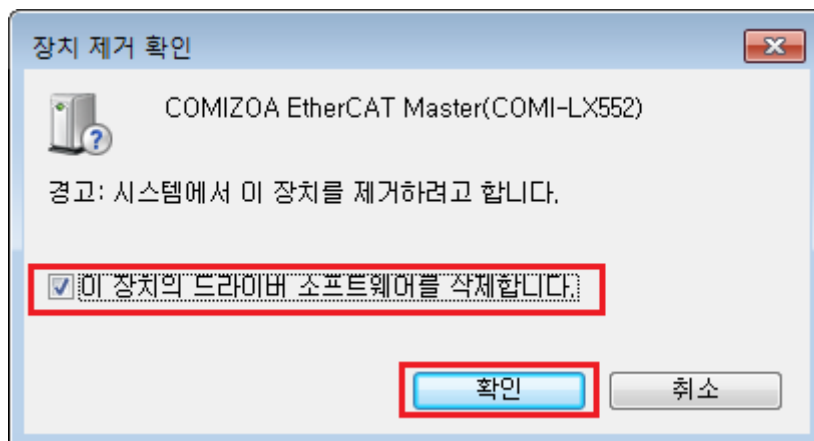 장치 제거 확인
COMIZOA EtherCAT Master(COMI-LX552)
경고: 시스템에서 이 장치를 제거하려고 합니다.
이 장치의 드라이버 소프트웨어를 삭제합니다.
확인 취소